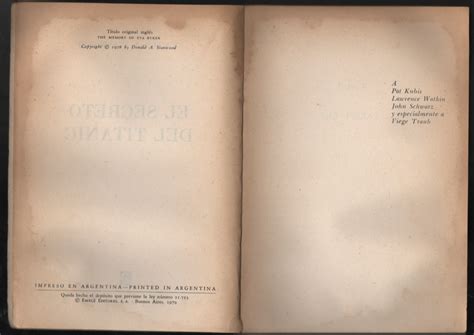 Título original inglés
THE MEMORY OF EVA RYKER
Copyright © 1978 by Donald A. Stanwood
EL SECRETO
DEL TITANIC
IMPRESO EN ARGENTINA — PRINTED IN ARGENTINA
Queda hecho el depósito que previene la ley número 11.723
© EMECÉ EDITORES, S.A. - Buenos Aires, 1979
A
Pat Kubis
Lawrence Watkin
John Schwarz
y especialmente a
Viege Traub